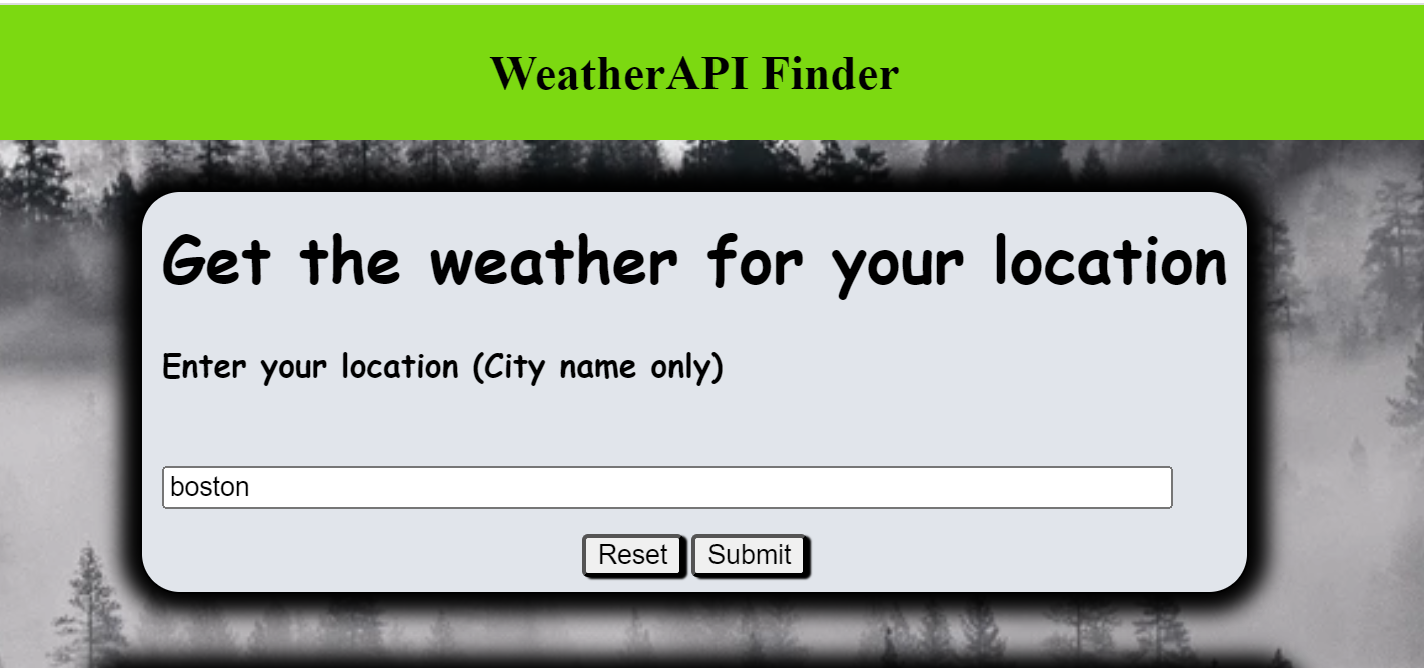 WeatherAPI Finder
Get the weather for your location
Enter your location (City name only)
boston
Reset Submit